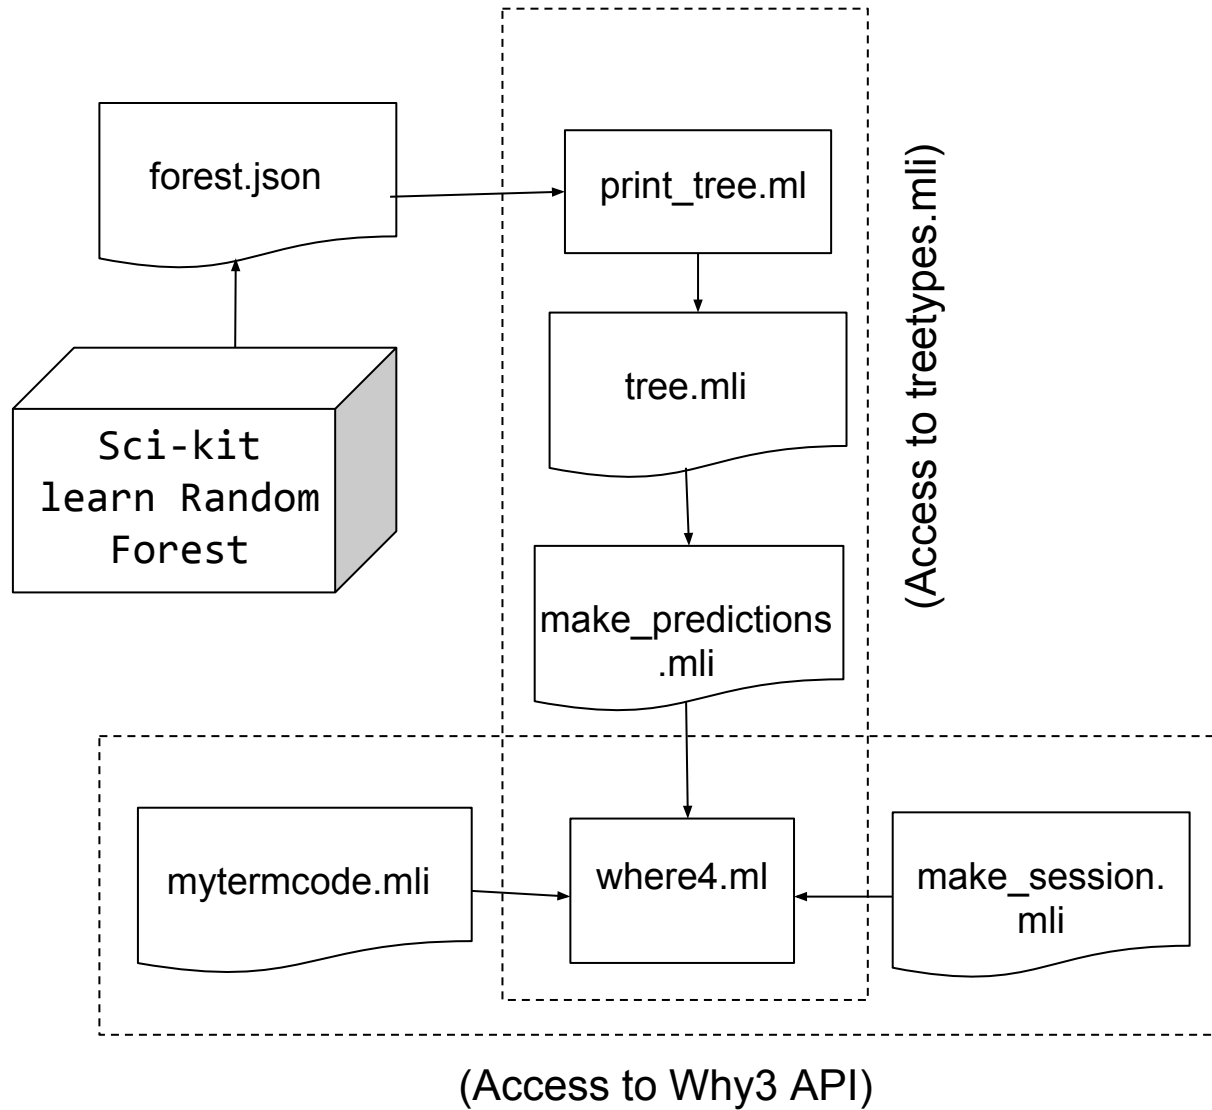 forest.json
print_tree.ml
(Access to treetypes.mli)
tree.mli
Sci-kit
learn Random
Forest
make_predictions
.mli
mytermcode.mli
where4.ml
make_session.
mli
(Access to Why3 API)